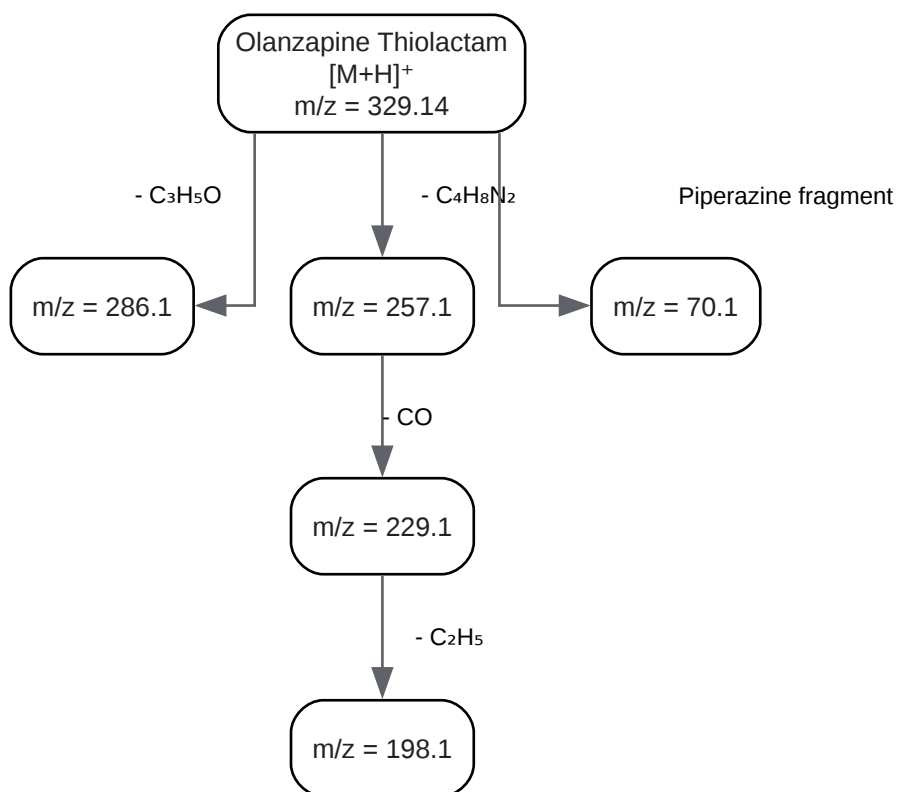 Olanzapine Thiolactam
[M+H]⁺
m/z = 329.14
- C₃H₅O
- C₄H₈N₂
Piperazine fragment
m/z = 286.1
m/z = 257.1
m/z = 70.1
- CO
m/z = 229.1
- C₂H₅
m/z = 198.1